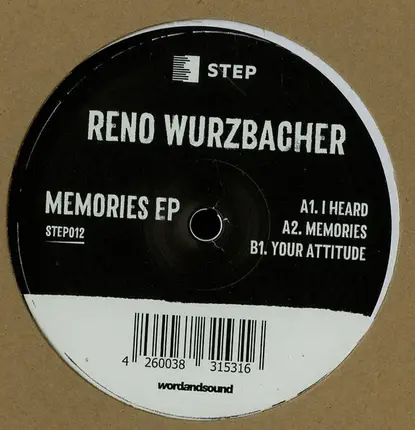 STEP
RENO WURZBACHER
MEMORIES EP
STEP012
A1. I HEARD
A2. MEMORIES
B1. YOUR ATTITUDE
4 260038 315316
wordandsound